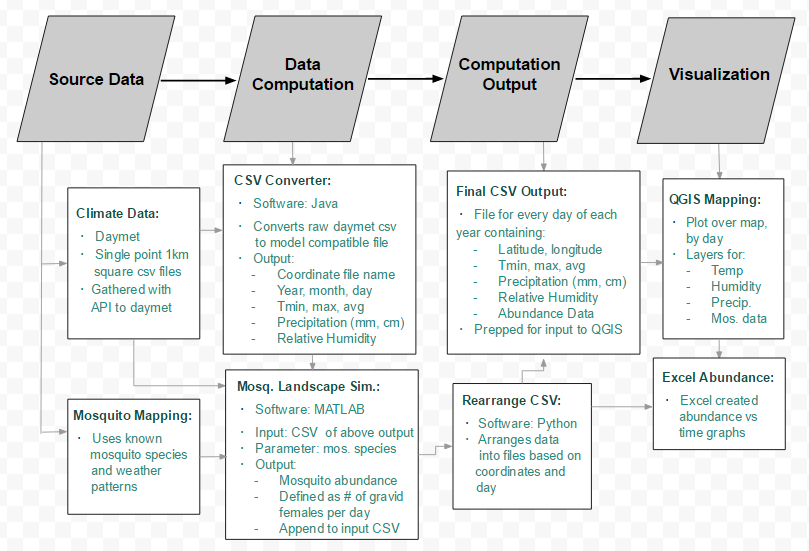 Source Data
Data
Computation
Computation
Output
Visualization
Climate Data:
· Daymet
· Single point 1km
square csv files
· Gathered with
API to daymet
Mosquito Mapping:
· Uses known
mosquito species
and weather
patterns
CSV Converter:
· Software: Java
· Converts raw daymet csv
to model compatible file
· Output:
- Coordinate file name
- Year, month, day
- Tmin, max, avg
- Precipitation (mm, cm)
- Relative Humidity
Mosq. Landscape Sim.:
· Software: MATLAB
· Input: CSV of above output
· Parameter: mos. species
· Output:
- Mosquito abundance
- Defined as # of gravid
females per day
- Append to input CSV
Final CSV Output:
· File for every day of each
year containing:
- Latitude, longitude
- Tmin, max, avg
- Precipitation (mm, cm)
- Relative Humidity
- Abundance Data
· Prepped for input to QGIS
Rearrange CSV:
· Software: Python
· Arranges data
into files based on
coordinates and
day
QGIS Mapping:
· Plot over map,
by day
· Layers for:
- Temp
- Humidity
- Precip.
- Mos. data
Excel Abundance:
· Excel created
abundance vs
time graphs